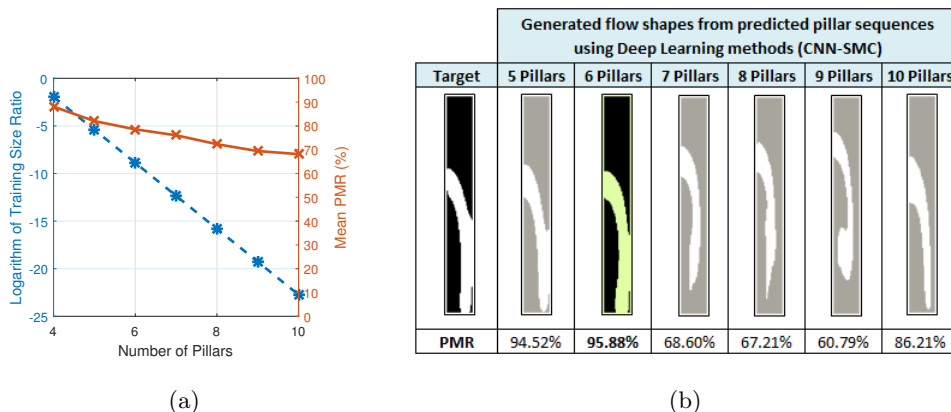 0
-5
-10
-15
-20
-25
Logarithm of Training Size Ratio
4
6
8
10
Number of Pillars
100
90
80
70
60
50
40
30
20
10
0
Mean PMR (%)
(a)
Generated flow shapes from predicted pillar sequences
using Deep Learning methods (CNN-SMC)
Target 5 Pillars 6 Pillars 7 Pillars 8 Pillars 9 Pillars 10 Pillars
PMR 94.52% 95.88% 68.60% 67.21% 60.79% 86.21%
(b)